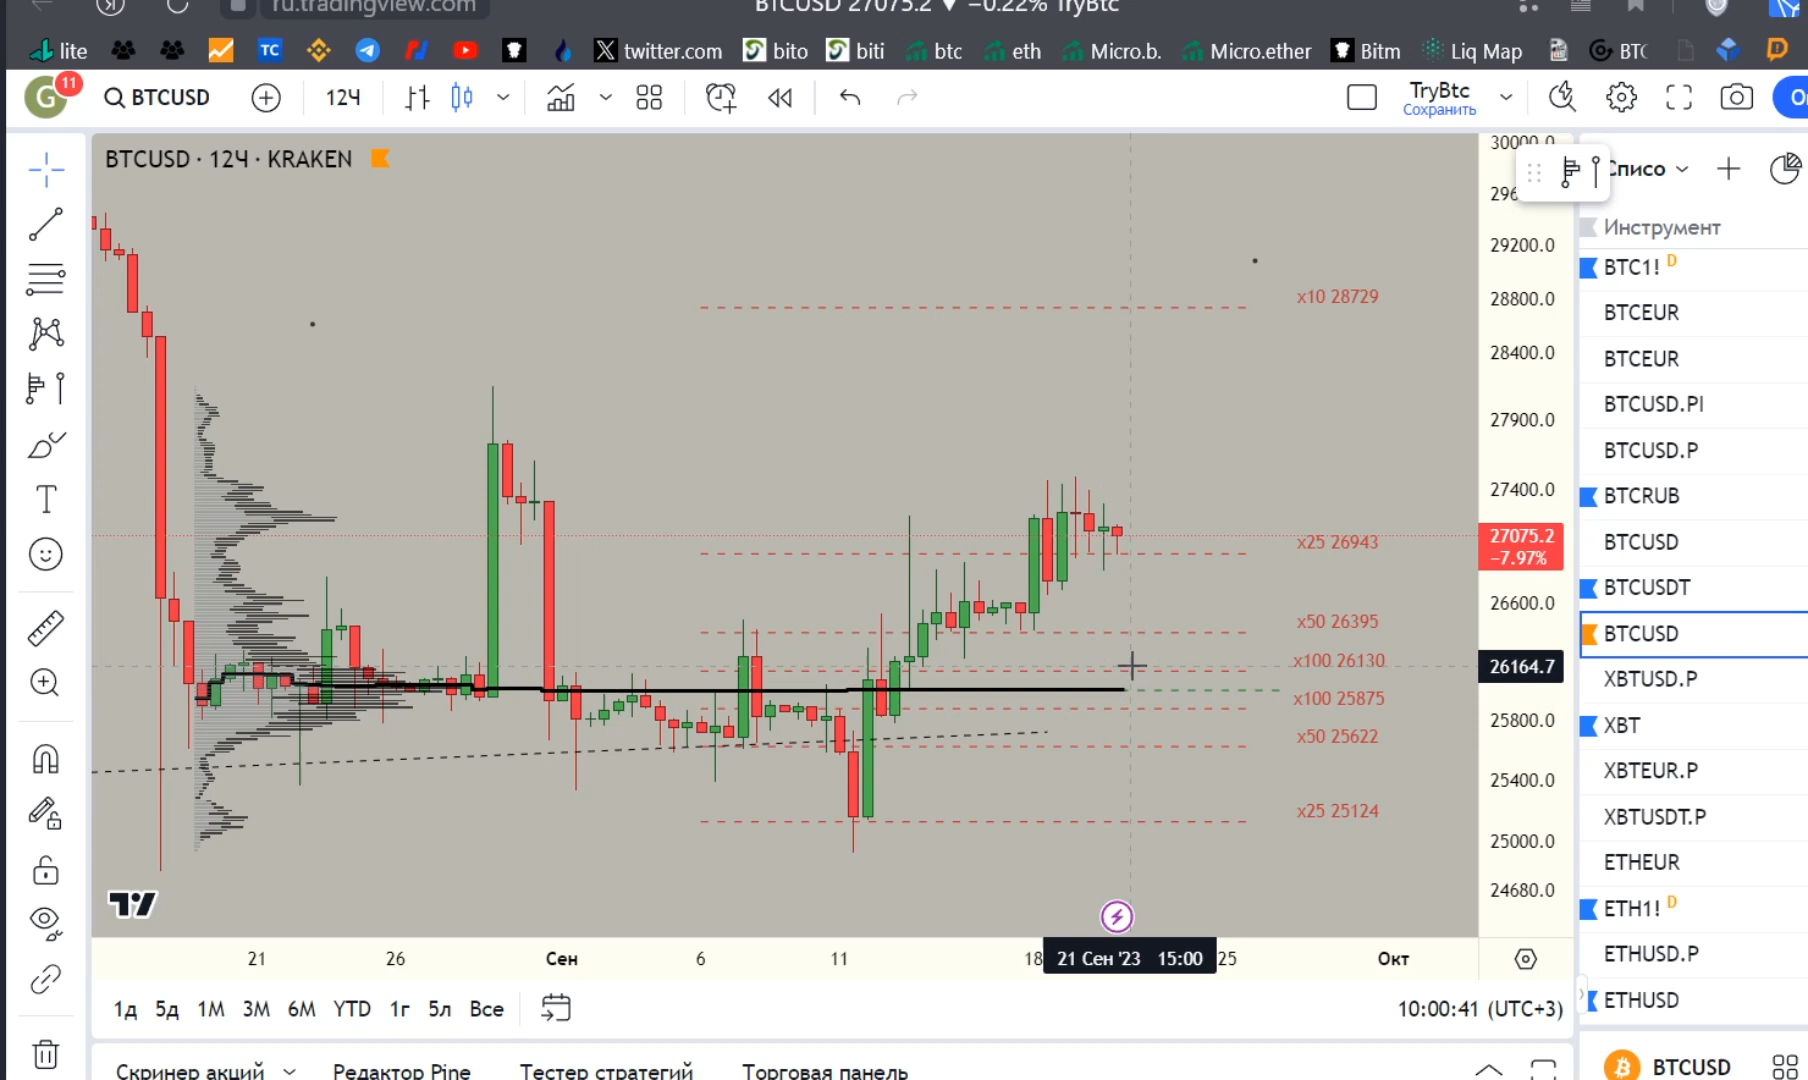 ru.tradingview.com
BTCUSD 27075.2 ▼ −0.22% TryBtc
lite
TC
twitter.com
bito
biti
btc
eth
Micro.b.
Micro.ether
Bitm
Liq Map
BTC
G
11
BTCUSD
12Ч
TryBtc
Сохранить
BTCUSD · 12Ч · KRAKEN
30000.0
29200.0
28800.0
28400.0
27900.0
27400.0
27075.2
−7.97%
26600.0
26164.7
25800.0
25400.0
25000.0
24680.0
x10 28729
x25 26943
x50 26395
x100 26130
x100 25875
x50 25622
x25 25124
21
26
Сен
6
11
18
21 Сен '23 15:00
25
Окт
1д 5д 1М 3М 6М YTD 1г 5л Все
10:00:41 (UTC+3)
Скринер акций
Редактор Pine
Тестер стратегий
Торговая панель
Инструмент
BTC1! D
BTCEUR
BTCEUR
BTCUSD.PI
BTCUSD.P
BTCRUB
BTCUSD
BTCUSDT
BTCUSD
XBTUSD.P
XBT
XBTEUR.P
XBTUSDT.P
ETHEUR
ETH1! D
ETHUSD.P
ETHUSD
BTCUSD